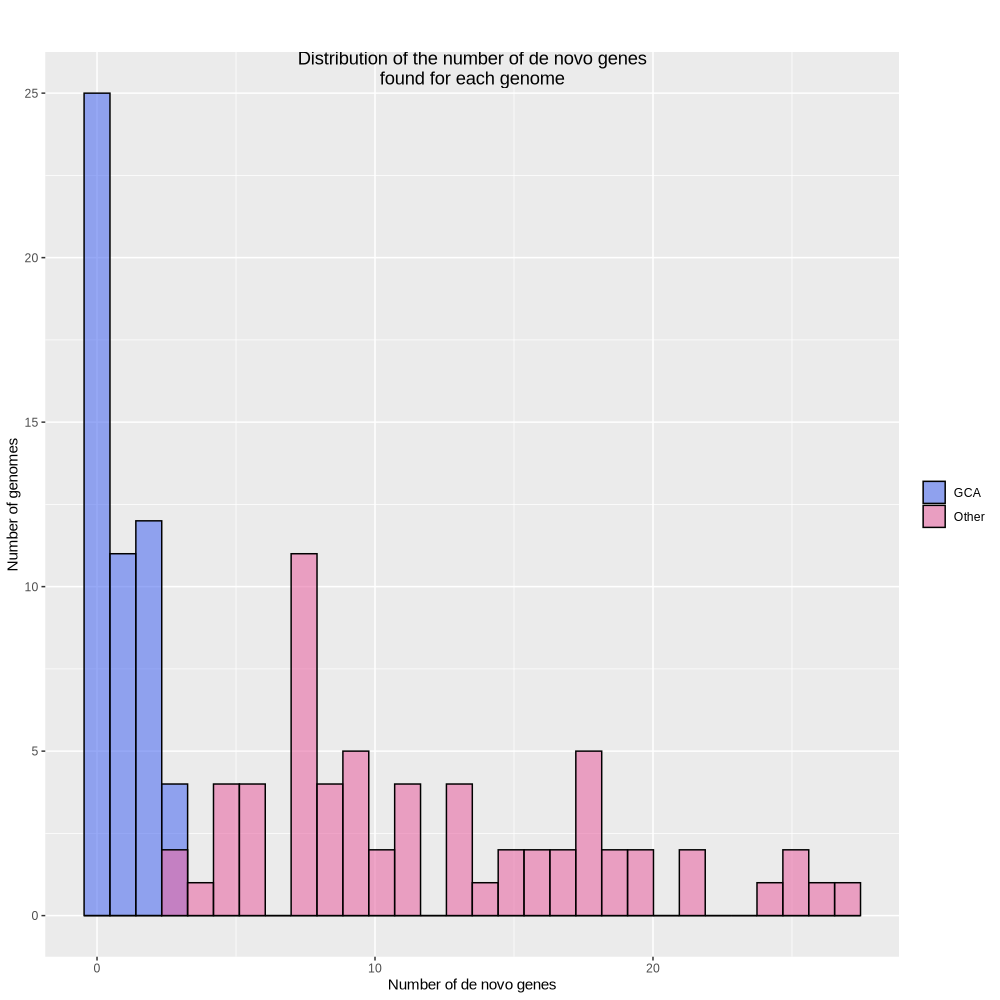 Distribution of the number of de novo genes
found for each genome
25
20
15
10
5
0
Number of genomes
0
10
20
Number of de novo genes
GCA
Other